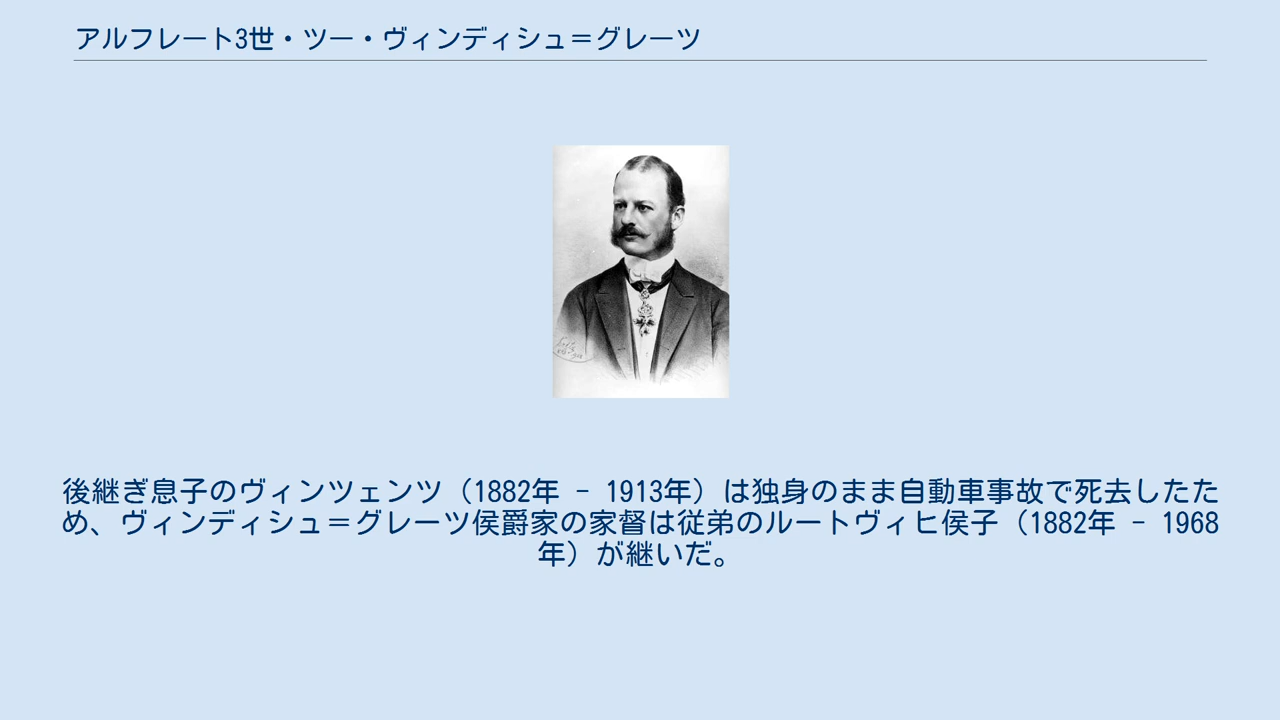 アルフレート3世・ツー・ヴィンディシュ＝グレーツ
後継ぎ息子のヴィンツェンツ（1882年 - 1913年）は独身のまま自動車事故で死去したた
め、ヴィンディシュ＝グレーツ侯爵家の家督は従弟のルートヴィヒ侯子（1882年 - 1968
年）が継いだ。